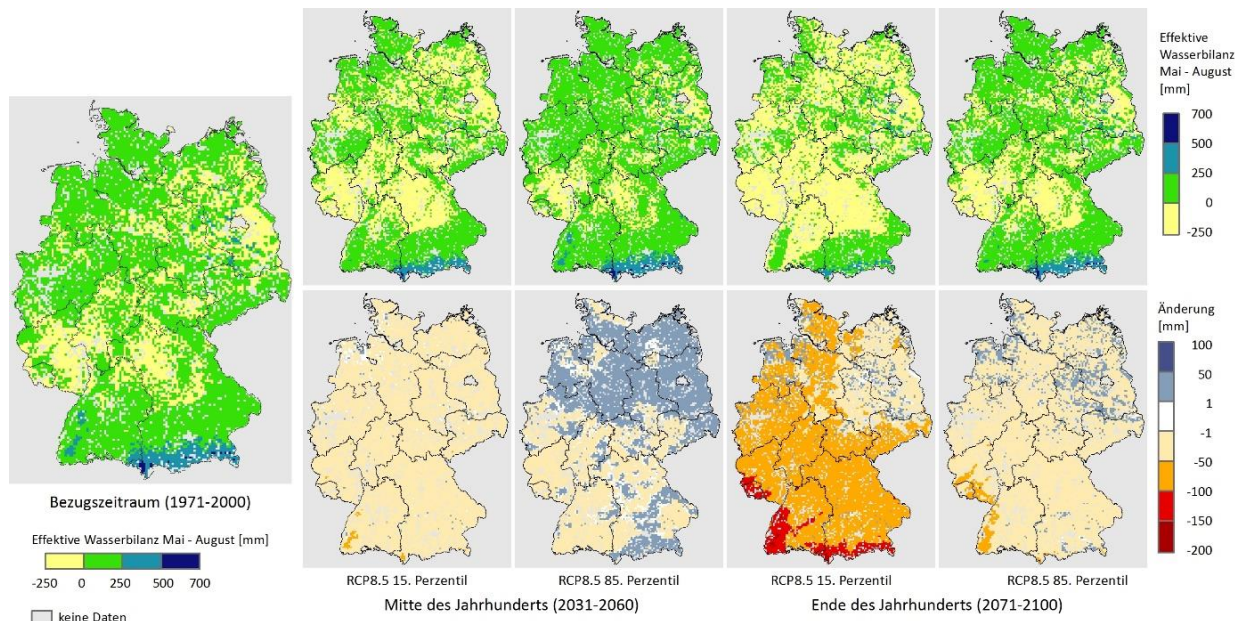 Bezugszeitraum (1971-2000)
Effektive Wasserbilanz Mai - August [mm]
-250 0 250 500 700
keine Daten
RCP8.5 15. Perzentil
RCP8.5 85. Perzentil
RCP8.5 15. Perzentil
RCP8.5 85. Perzentil
Mitte des Jahrhunderts (2031-2060)
Ende des Jahrhunderts (2071-2100)
Effektive
Wasserbilanz
Mai - August
[mm]
700
500
250
0
-250
Änderung
[mm]
100
50
1
-1
-50
-100
-150
-200